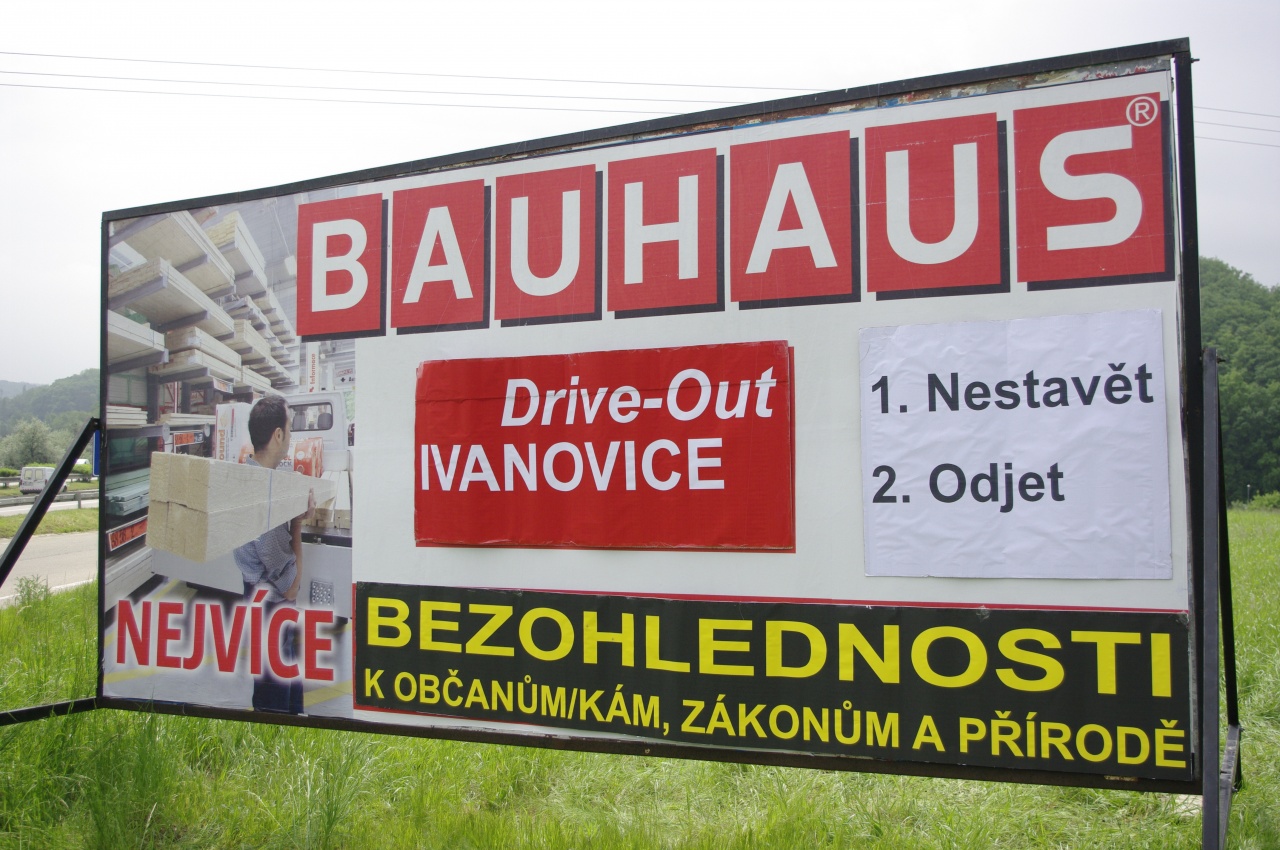 BAUHAUS®
Drive-Out
IVANOVICE
1. Nestavět
2. Odjet
NEJVÍCE
BEZOHLEDNOSTI
K OBČANŮM/KÁM, ZÁKONŮM A PŘÍRODĚ